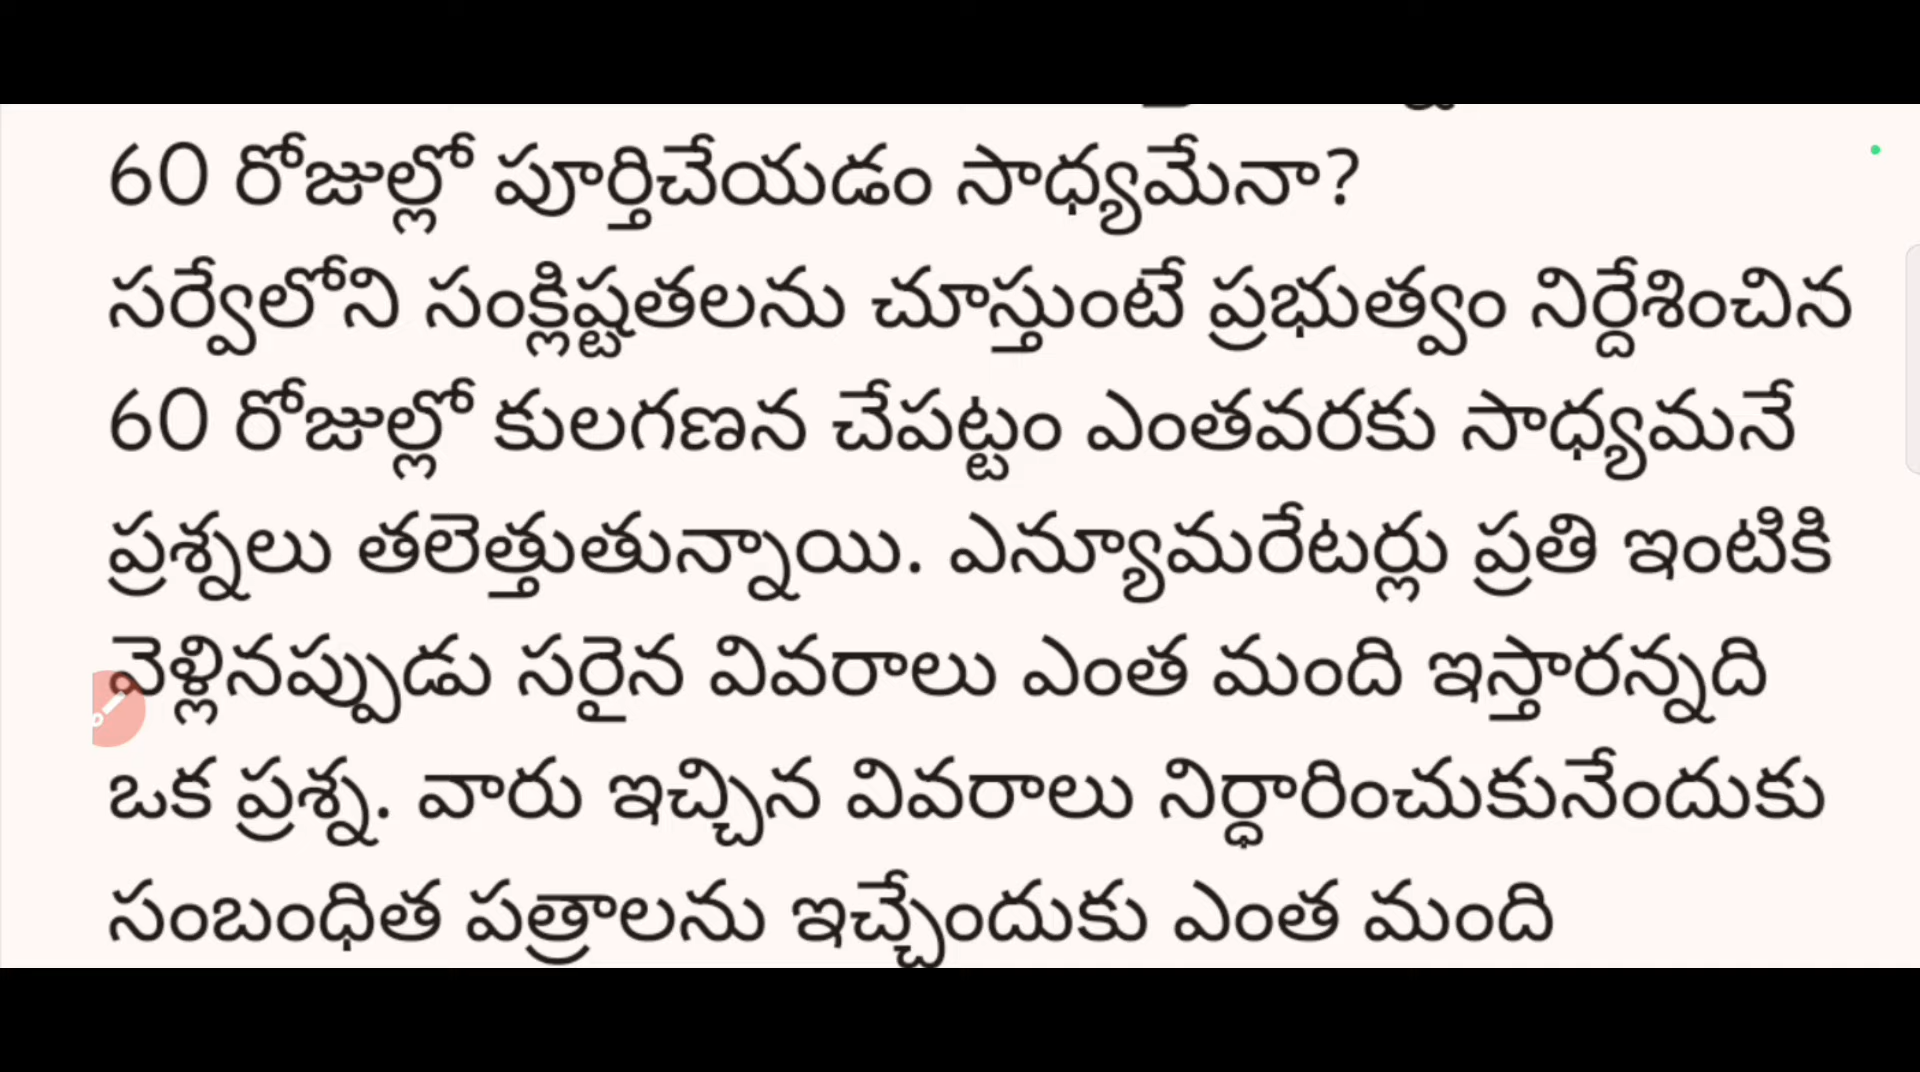 60 రోజుల్లో పూర్తిచేయడం సాధ్యమేనా?
సర్వేలోని సంక్లిష్టతలను చూస్తుంటే ప్రభుత్వం నిర్దేశించిన
60 రోజుల్లో కులగణన చేపట్టం ఎంతవరకు సాధ్యమనే
ప్రశ్నలు తలెత్తుతున్నాయి. ఎన్యూమరేటర్లు ప్రతి ఇంటికి
వెళ్లినప్పుడు సరైన వివరాలు ఎంత మంది ఇస్తారన్నది
ఒక ప్రశ్న. వారు ఇచ్చిన వివరాలు నిర్ధారించుకునేందుకు
సంబంధిత పత్రాలను ఇచ్చేందుకు ఎంత మంది